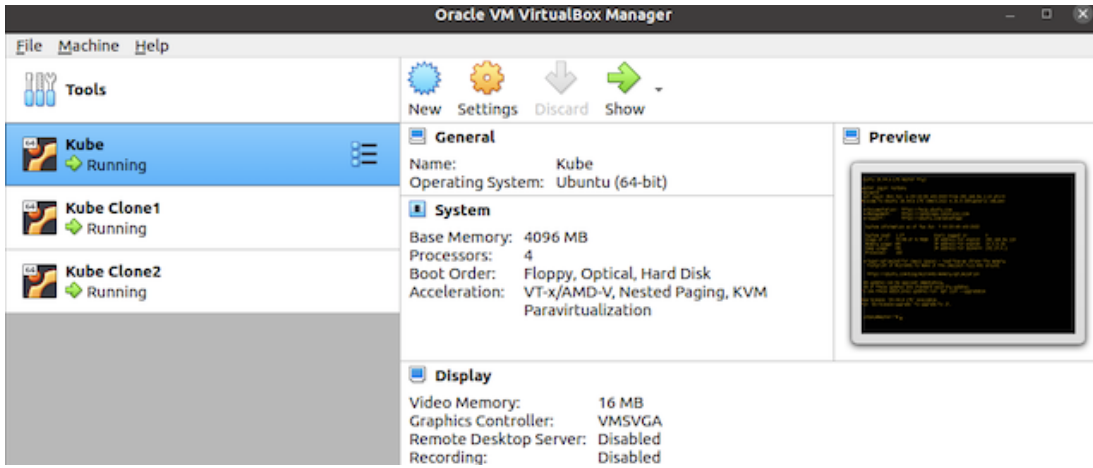 Oracle VM VirtualBox Manager
File Machine Help
Tools
New Settings Discard Show
Kube
Running
Kube Clone1
Running
Kube Clone2
Running
General
Name: Kube
Operating System: Ubuntu (64-bit)
System
Base Memory: 4096 MB
Processors: 4
Boot Order: Floppy, Optical, Hard Disk
Acceleration: VT-x/AMD-V, Nested Paging, KVM
Paravirtualization
Display
Video Memory: 16 MB
Graphics Controller: VMSVGA
Remote Desktop Server: Disabled
Recording: Disabled
Preview